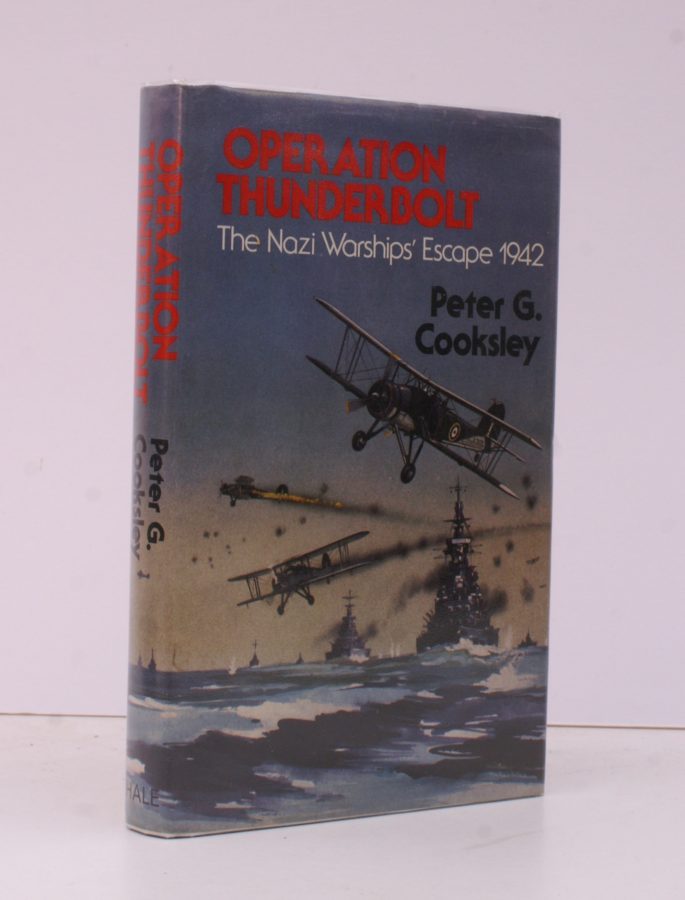 OPERATION
THUNDERBOLT
The Nazi Warships' Escape 1942
Peter G.
Cooksley
OPERATION
THUNDERBOLT
Peter G.
Cooksley
HALE